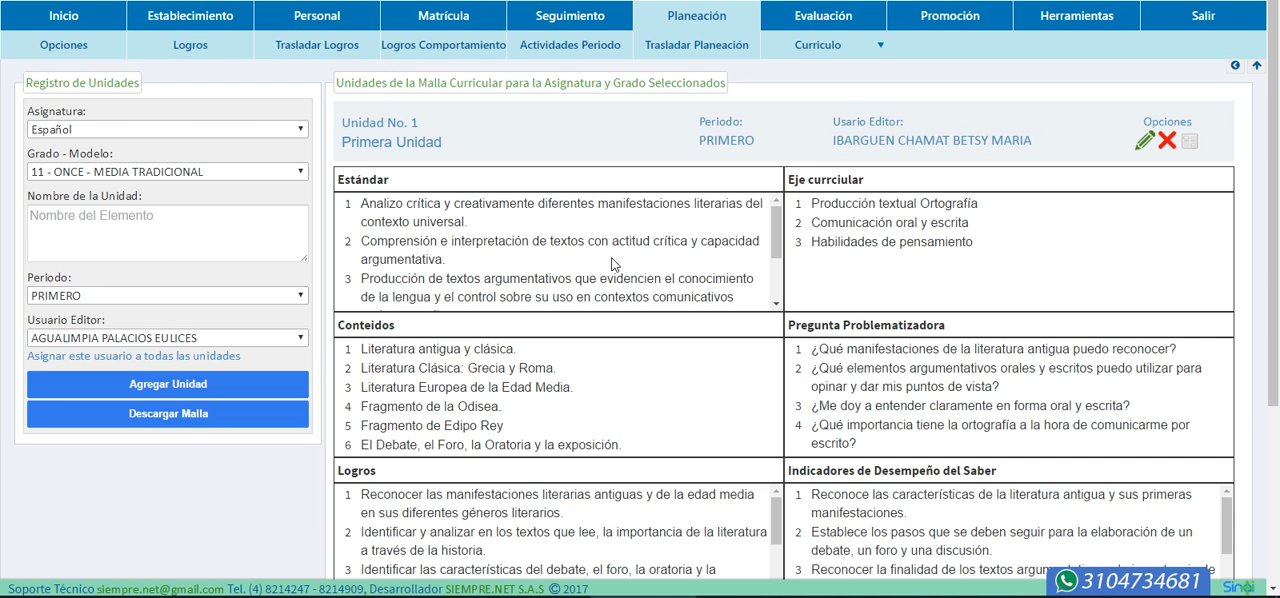 Inicio
Establecimiento
Personal
Matrícula
Seguimiento
Planeación
Evaluación
Promoción
Herramientas
Salir
Opciones
Logros
Trasladar Logros
Logros Comportamiento
Actividades Periodo
Trasladar Planeación
Curriculo
Registro de Unidades
Asignatura:
Español
Grado - Modelo:
11 - ONCE - MEDIA TRADICIONAL
Nombre de la Unidad:
Nombre del Elemento
Periodo:
PRIMERO
Usuario Editor:
AGUALIMPIA PALACIOS EULICES
Asignar este usuario a todas las unidades
Agregar Unidad
Descargar Malla
Unidades de la Malla Curricular para la Asignatura y Grado Seleccionados
Unidad No. 1
Primera Unidad
Periodo:
PRIMERO
Usario Editor:
IBARGUEN CHAMAT BETSY MARIA
Opciones
Estándar
1 Analizo crítica y creativamente diferentes manifestaciones literarias del
contexto universal.
2 Comprensión e interpretación de textos con actitud crítica y capacidad
argumentativa.
3 Producción de textos argumentativos que evidencien el conocimiento
de la lengua y el control sobre su uso en contextos comunicativos
Eje currciular
1 Producción textual Ortografía
2 Comunicación oral y escrita
3 Habilidades de pensamiento
Conteidos
1 Literatura antigua y clásica.
2 Literatura Clásica: Grecia y Roma.
3 Literatura Europea de la Edad Media.
4 Fragmento de la Odisea.
5 Fragmento de Edipo Rey
6 El Debate, el Foro, la Oratoria y la exposición.
Pregunta Problematizadora
1 ¿Qué manifestaciones de la literatura antigua puedo reconocer?
2 ¿Qué elementos argumentativos orales y escritos puedo utilizar para
opinar y dar mis puntos de vista?
3 ¿Me doy a entender claramente en forma oral y escrita?
4 ¿Qué importancia tiene la ortografía a la hora de comunicarme por
escrito?
Logros
1 Reconocer las manifestaciones literarias antiguas y de la edad media
en sus diferentes géneros literarios.
2 Identificar y analizar en los textos que lee, la importancia de la literatura
a través de la historia.
3 Identificar las características del debate, el foro, la oratoria y la
Indicadores de Desempeño del Saber
1 Reconoce las características de la literatura antigua y sus primeras
manifestaciones.
2 Establece los pasos que se deben seguir para la elaboración de un
debate, un foro y una discusión.
3 Reconocer la finalidad de los textos
Soporte Técnico siempre.net@gmail.com Tel. (4) 8214247 - 8214909, Desarrollador SIEMPRE.NET S.A.S © 2017
3104734681